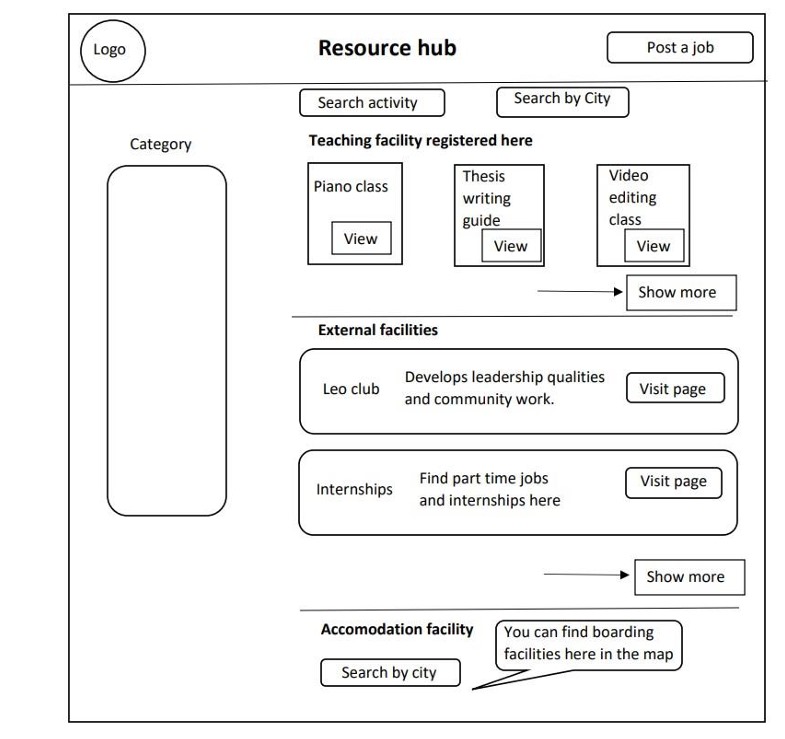 Logo
Resource hub
Post a job
Search activity
Search by City
Category
Teaching facility registered here
Piano class
View
Thesis
writing
guide
View
Video
editing
class
View
Show more
External facilities
Leo club
Develops leadership qualities
and community work.
Visit page
Internships
Find part time jobs
and internships here
Visit page
Show more
Accomodation facility
You can find boarding
facilities here in the map
Search by city